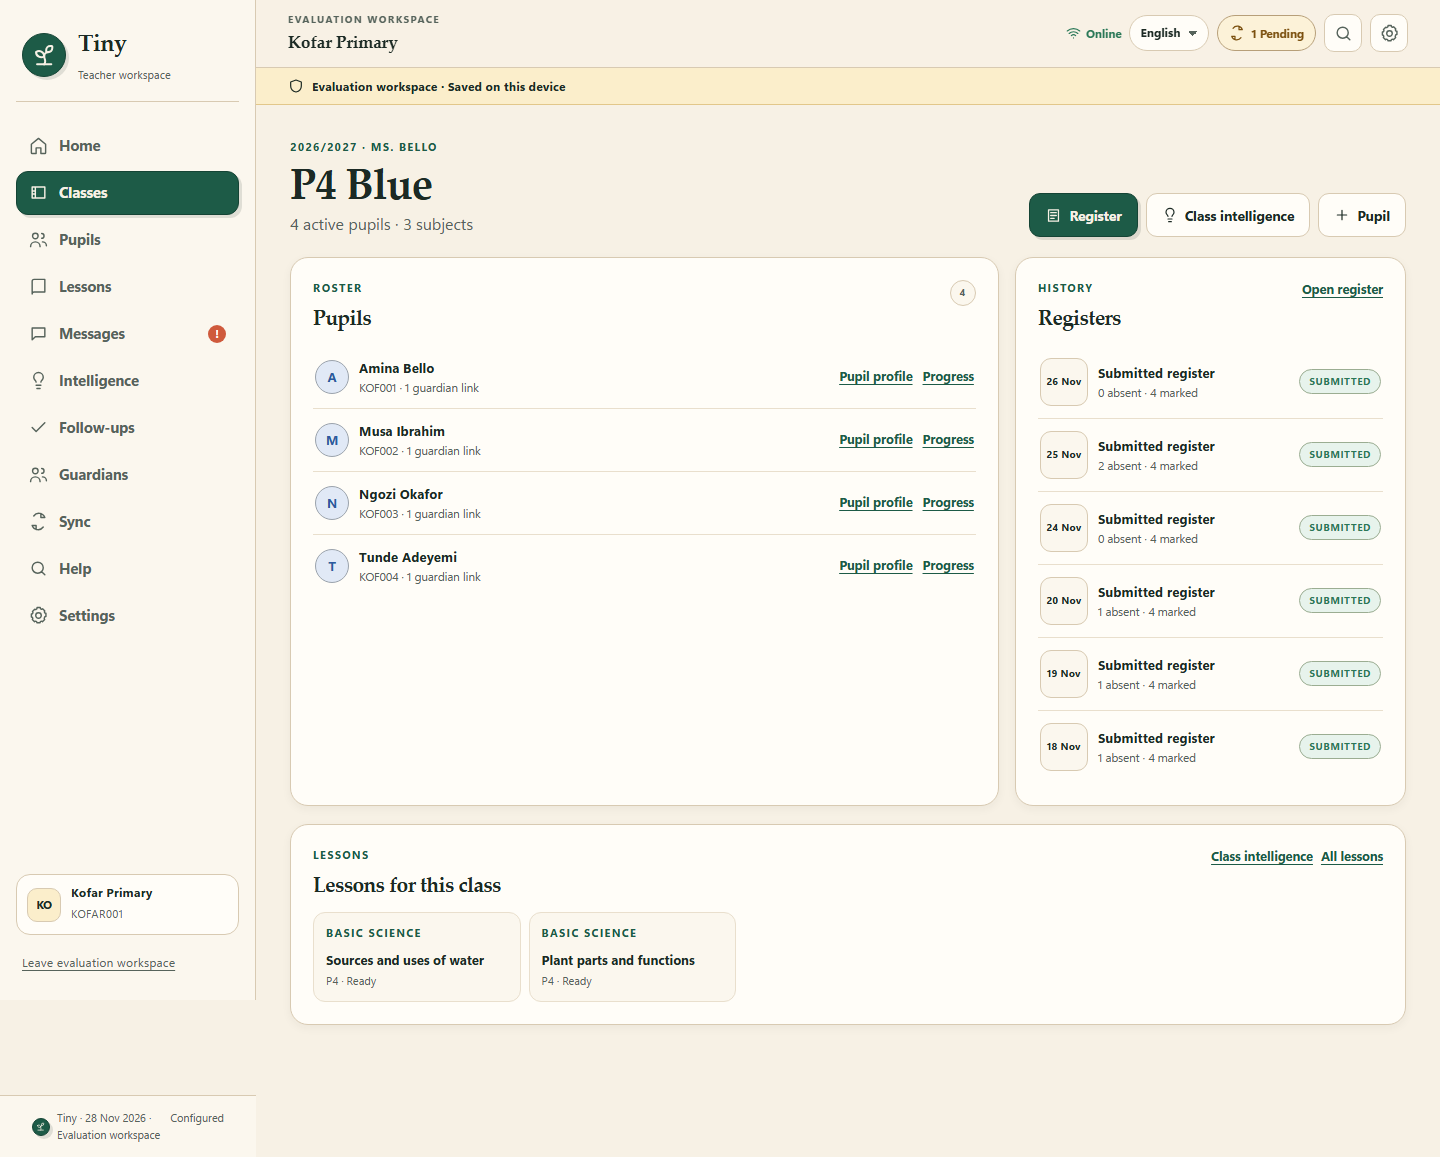 Tiny
Teacher workspace
Home
Classes
Pupils
Lessons
Messages
!
Intelligence
Follow-ups
Guardians
Sync
Help
Settings
KO
Kofar Primary
KOFAR001
Leave evaluation workspace
Tiny · 28 Nov 2026 ·
Evaluation workspace
Configured
EVALUATION WORKSPACE
Kofar Primary
Online
English
1 Pending
Evaluation workspace · Saved on this device
2026/2027 · MS. BELLO
P4 Blue
4 active pupils · 3 subjects
Register
Class intelligence
Pupil
ROSTER
4
Pupils
A
Amina Bello
KOF001 · 1 guardian link
Pupil profile Progress
M
Musa Ibrahim
KOF002 · 1 guardian link
Pupil profile Progress
N
Ngozi Okafor
KOF003 · 1 guardian link
Pupil profile Progress
T
Tunde Adeyemi
KOF004 · 1 guardian link
Pupil profile Progress
HISTORY
Open register
Registers
26 Nov
Submitted register
0 absent · 4 marked
SUBMITTED
25 Nov
Submitted register
2 absent · 4 marked
SUBMITTED
24 Nov
Submitted register
0 absent · 4 marked
SUBMITTED
20 Nov
Submitted register
1 absent · 4 marked
SUBMITTED
19 Nov
Submitted register
1 absent · 4 marked
SUBMITTED
18 Nov
Submitted register
1 absent · 4 marked
SUBMITTED
LESSONS
Class intelligence All lessons
Lessons for this class
BASIC SCIENCE
Sources and uses of water
P4 · Ready
BASIC SCIENCE
Plant parts and functions
P4 · Ready